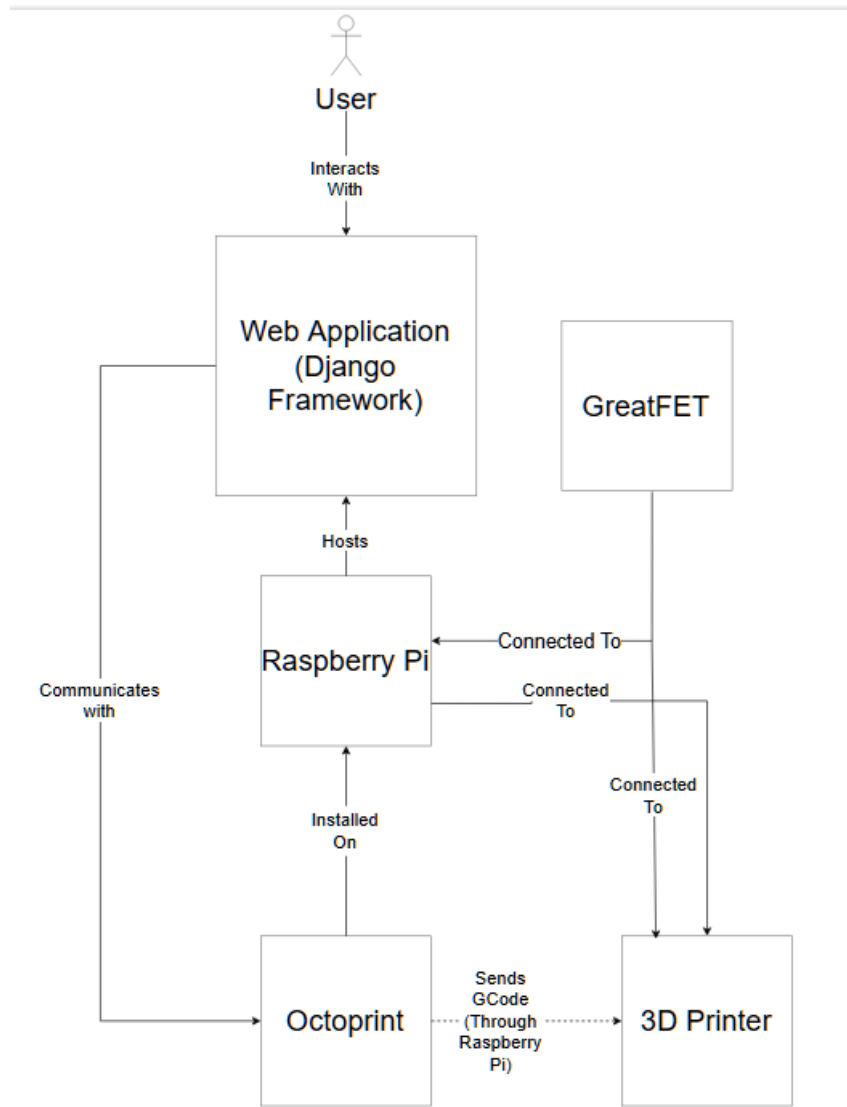 User
Interacts
With
Web Application
(Django
Framework)
GreatFET
Hosts
Raspberry Pi
Connected To
Connected
To
Communicates
with
Connected
To
Installed
On
Octoprint
Sends
GCode
(Through
Raspberry
Pi)
3D Printer